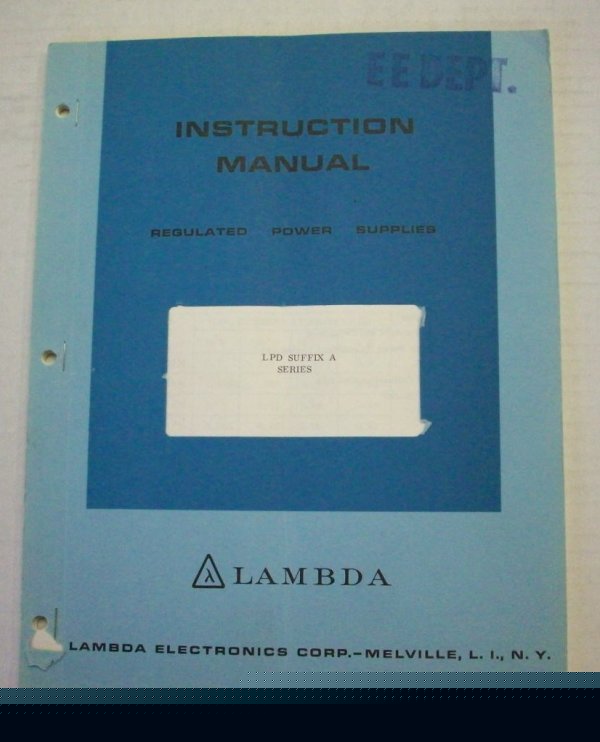 EE DEPT.
INSTRUCTION
MANUAL
REGULATED POWER SUPPLIES
LPD SUFFIX A
SERIES
λ LAMBDA
LAMBDA ELECTRONICS CORP.—MELVILLE, L. I., N. Y.